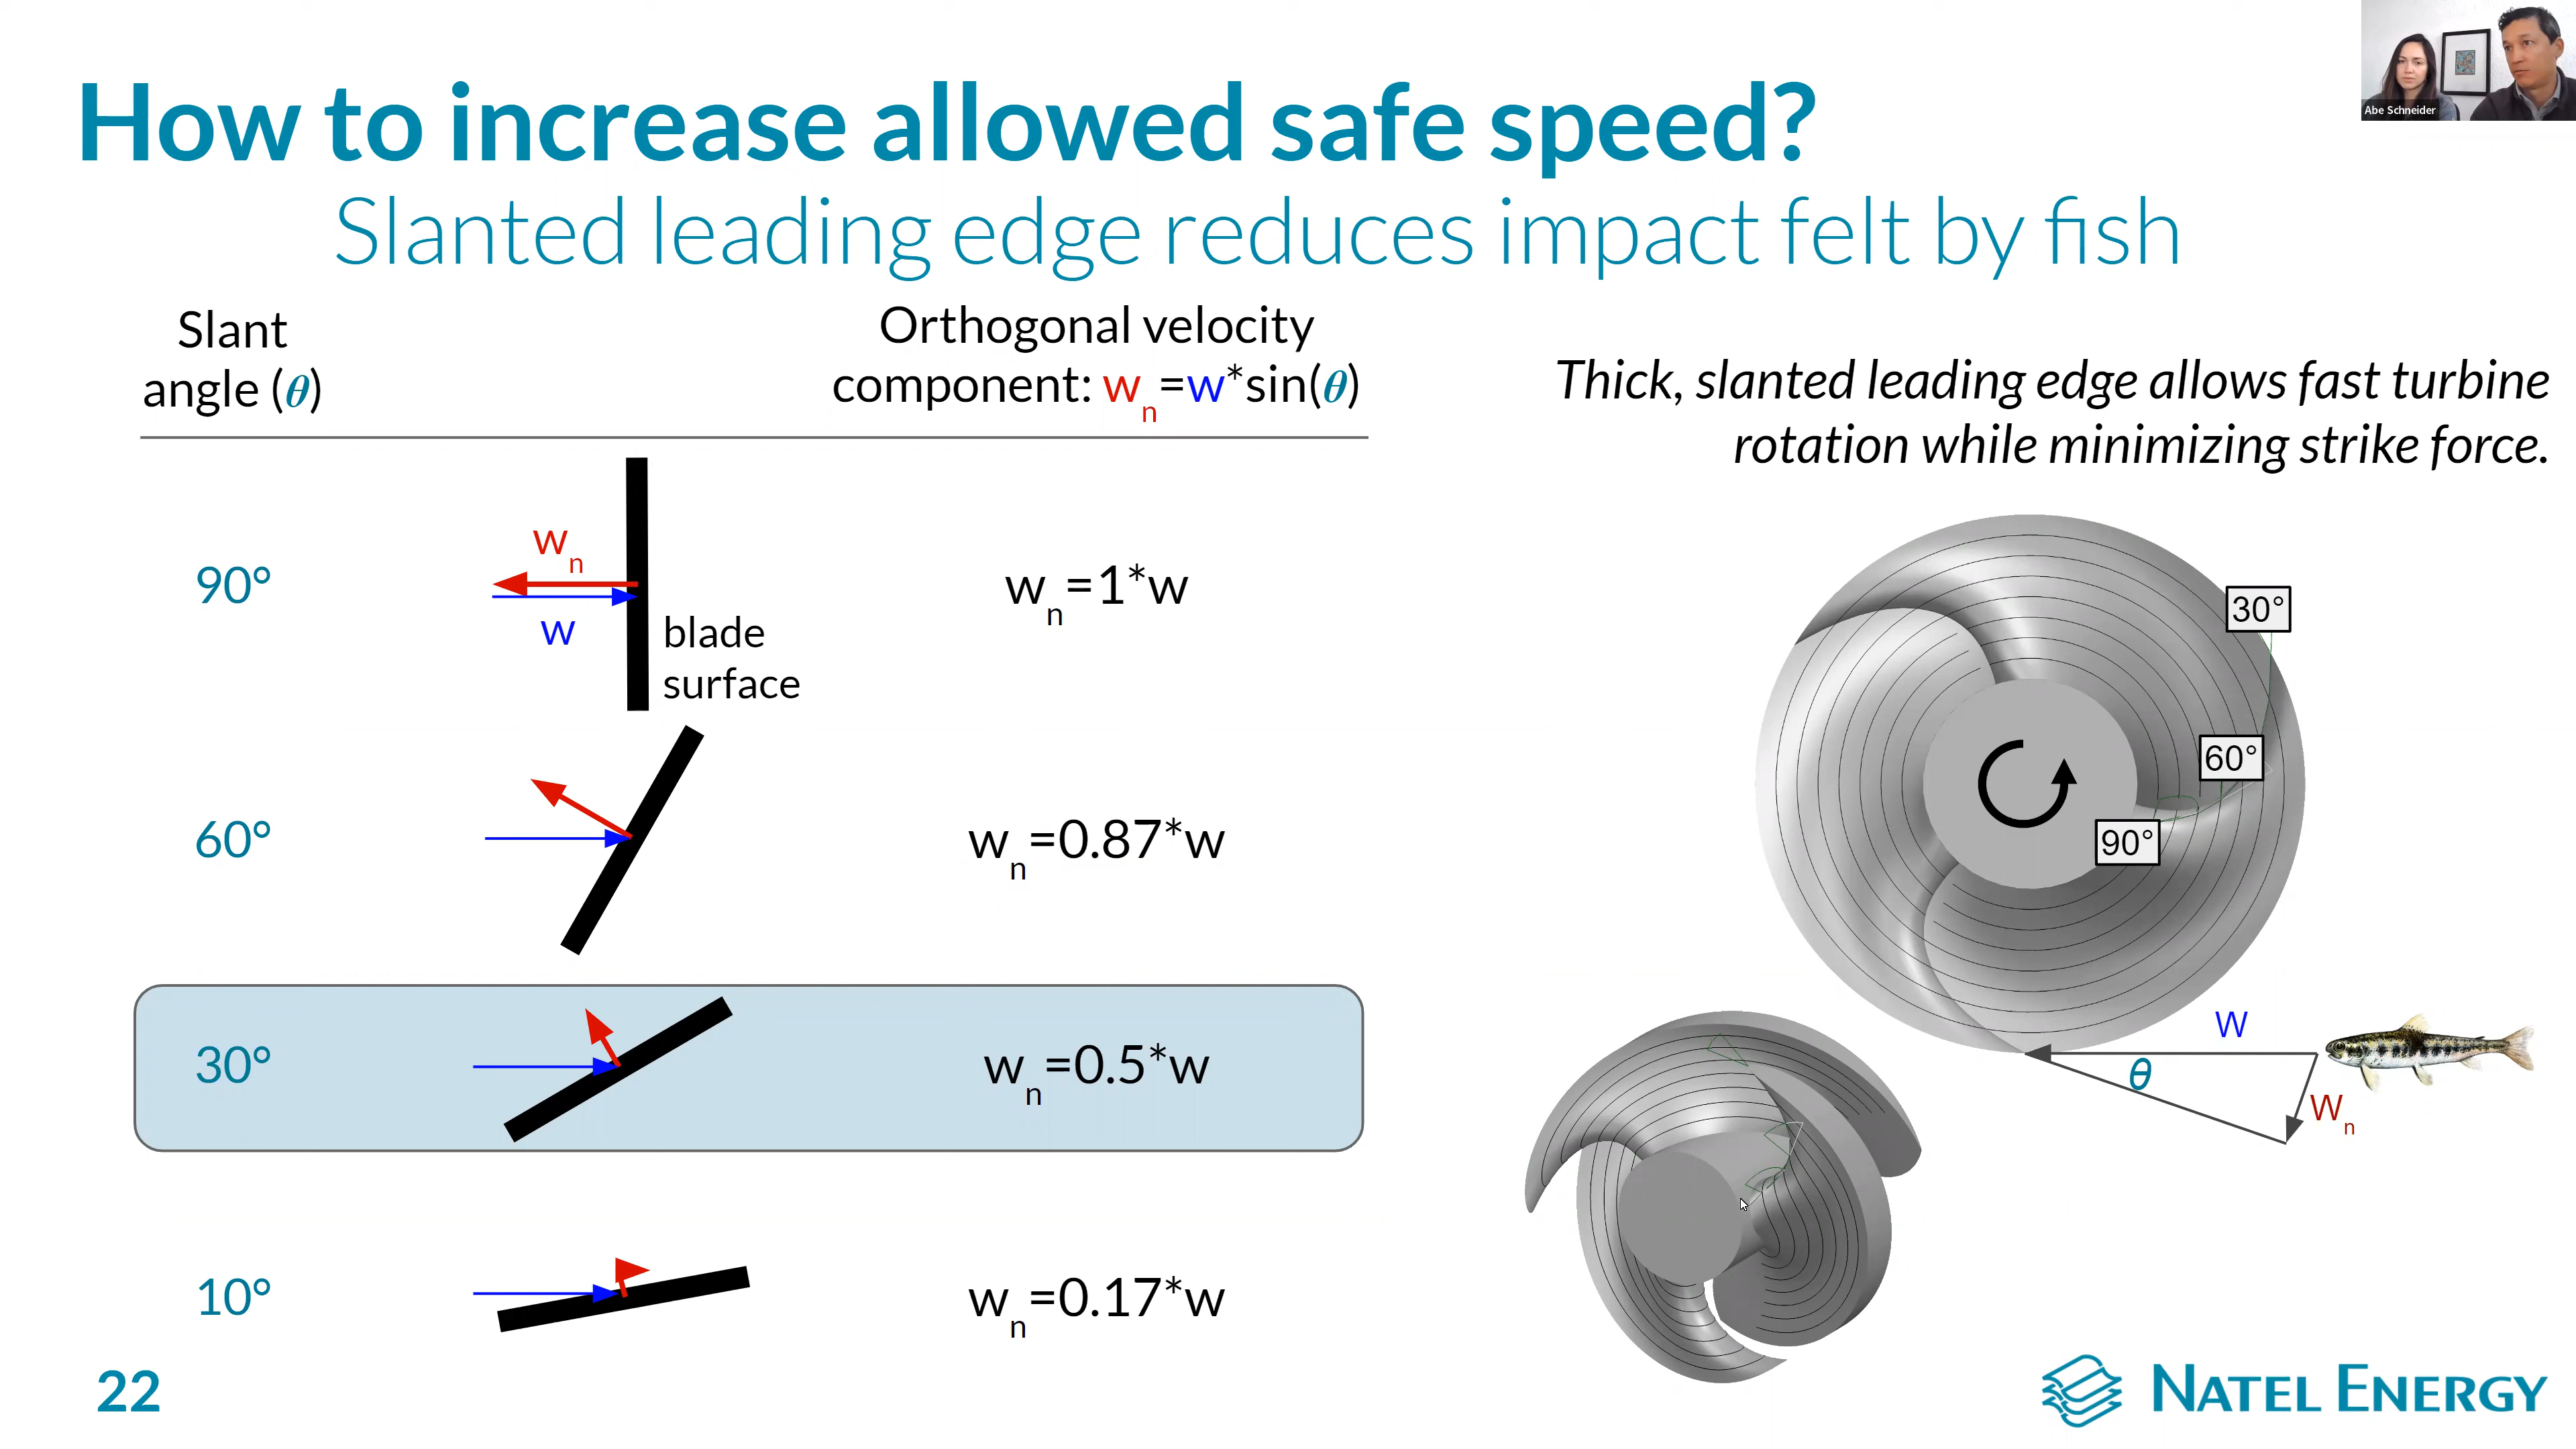 Abe Schneider
How to increase allowed safe speed?
Slanted leading edge reduces impact felt by fish
Slant
angle (θ)
Orthogonal velocity
component: wn=w*sin(θ)
90°
wn
w
blade
surface
wn=1*w
60°
wn=0.87*w
30°
wn=0.5*w
10°
wn=0.17*w
Thick, slanted leading edge allows fast turbine
rotation while minimizing strike force.
30°
60°
90°
W
θ
Wn
22
NATEL ENERGY